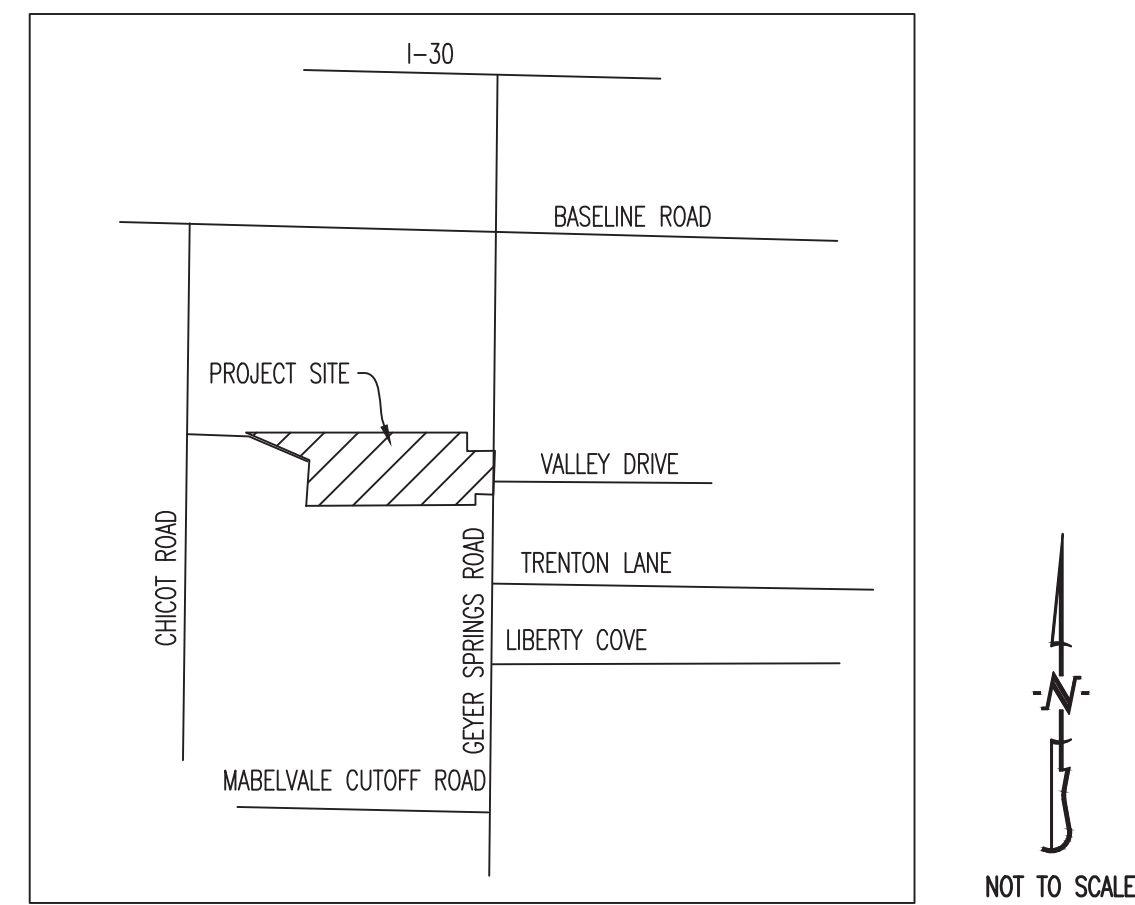 I-30
BASELINE ROAD
PROJECT SITE
VALLEY DRIVE
CHICOT ROAD
GEYER SPRINGS ROAD
TRENTON LANE
LIBERTY COVE
MABELVALE CUTOFF ROAD
N
NOT TO SCALE